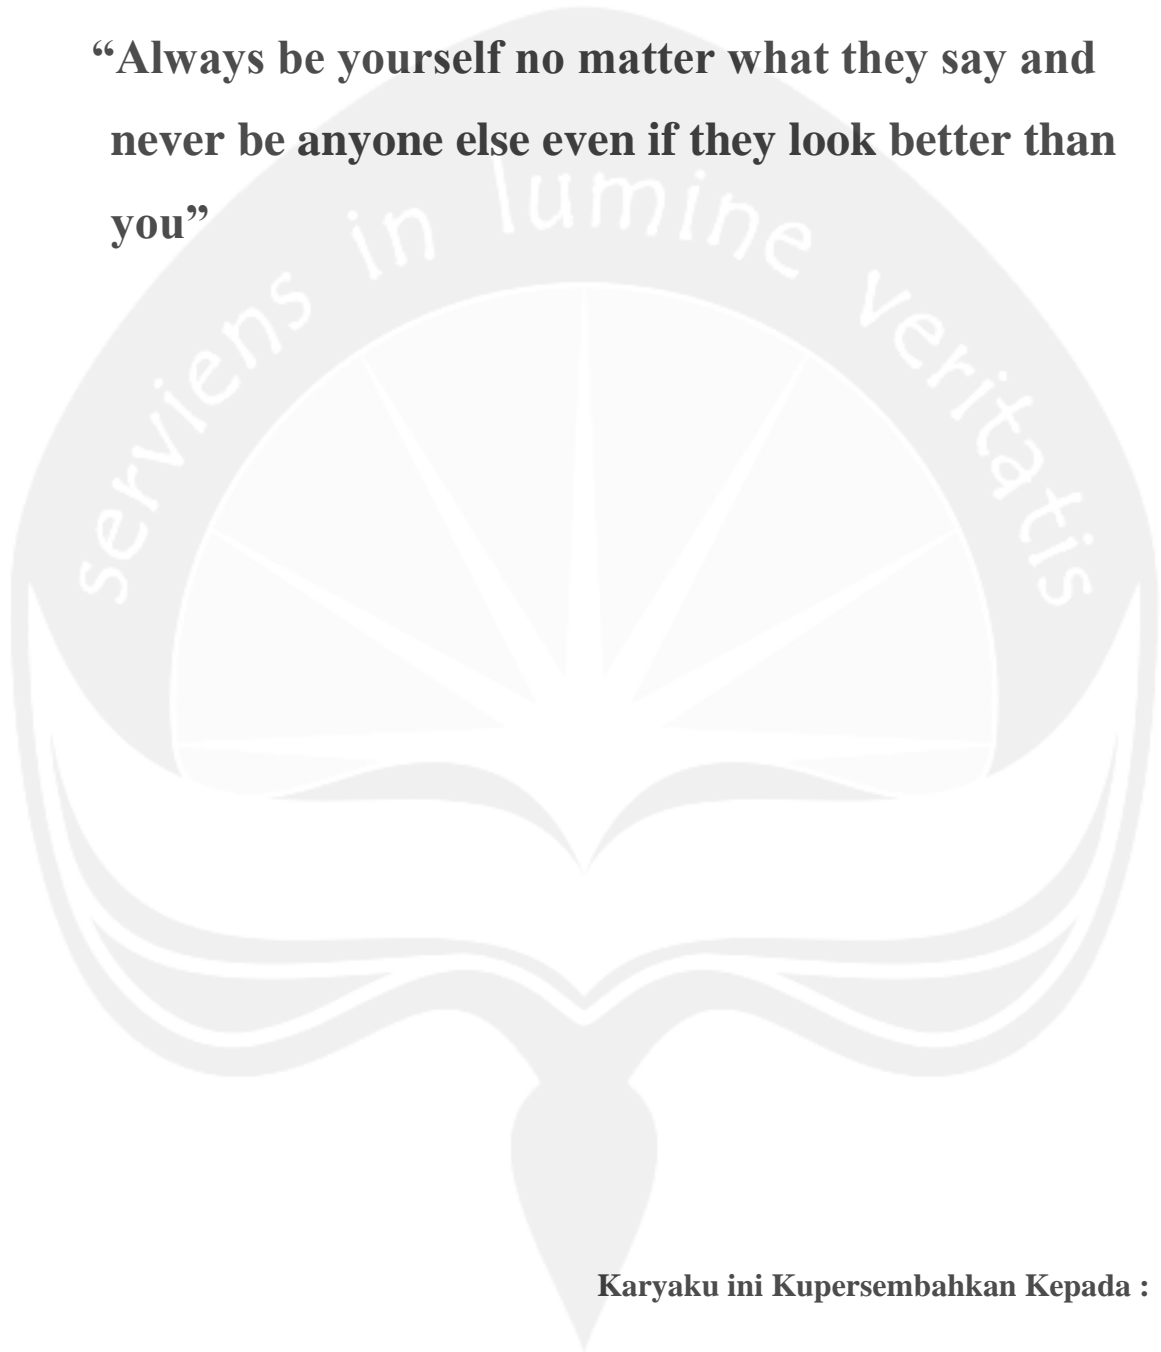 “Always be yourself no matter what they say and
never be anyone else even if they look better than
you”
serviens in lumine veritatis
Karyaku ini Kupersembahkan Kepada :